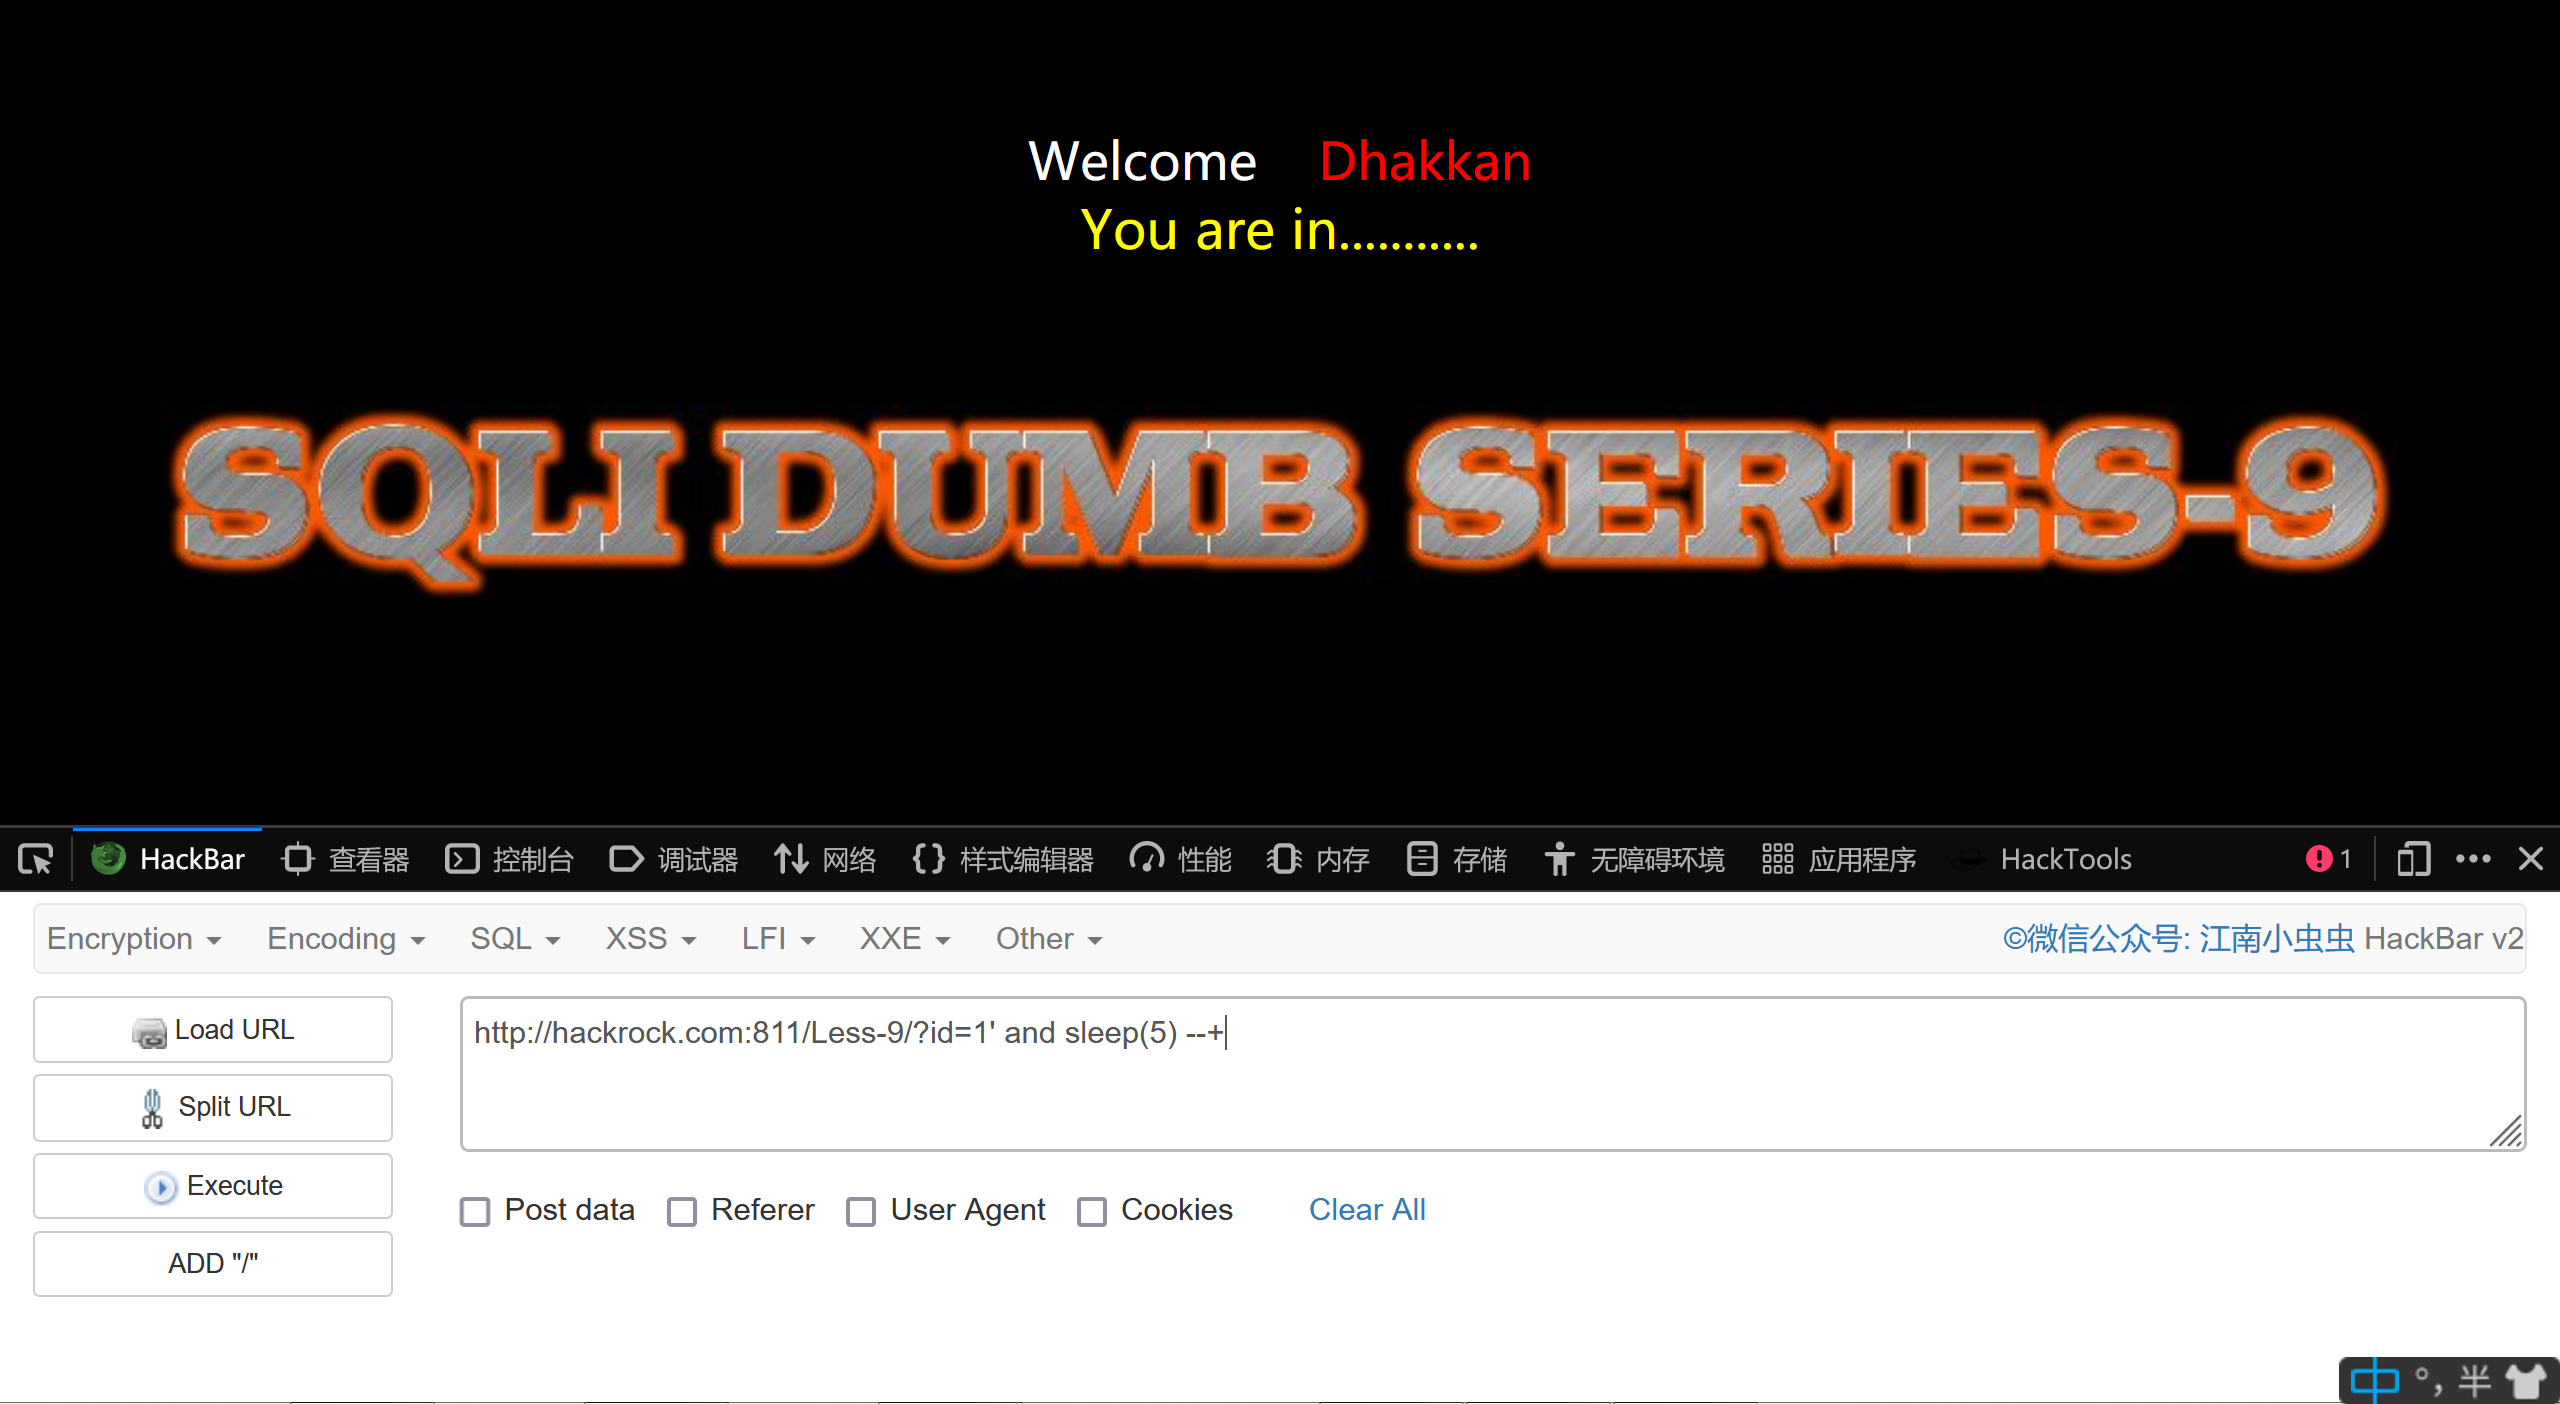 Welcome Dhakkan
You are in...........
SQLI DUMB SERIES-9
HackBar 查看器 控制台 调试器 网络 样式编辑器 性能 内存 存储 无障碍环境 应用程序 HackTools 1
Encryption Encoding SQL XSS LFI XXE Other ©微信公众号: 江南小虫虫 HackBar v2
Load URL
http://hackrock.com:811/Less-9/?id=1' and sleep(5) --+
Split URL
Execute
Post data Referer User Agent Cookies Clear All
ADD "/"
中 °, 半